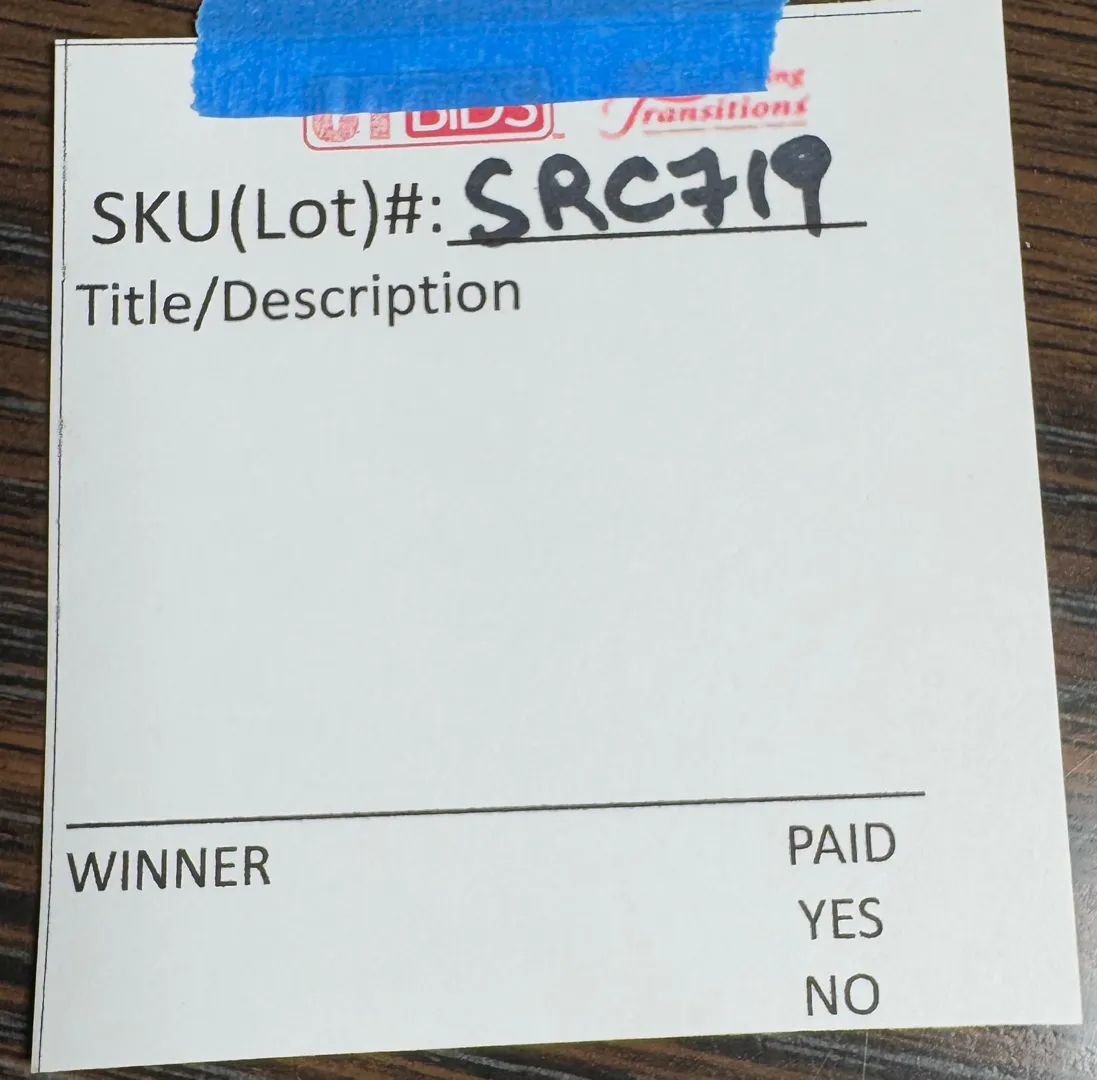 BIDS
Transitions
SKU(Lot)#: SRC719
Title/Description
WINNER
PAID
YES
NO